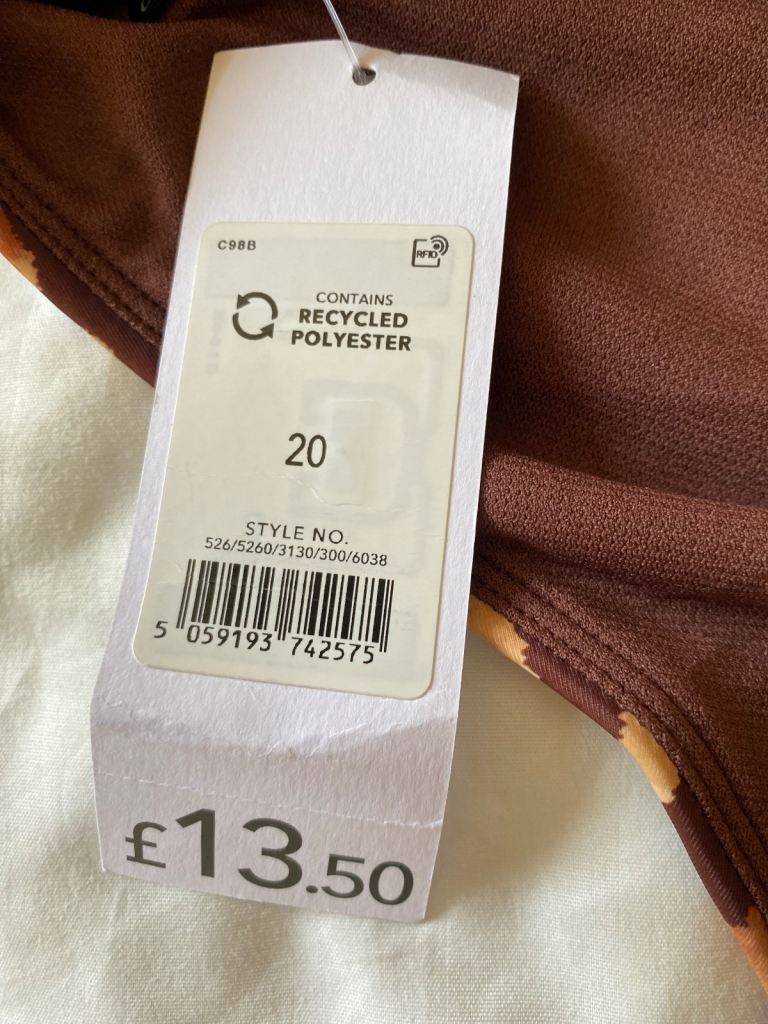 C98B
RFID
CONTAINS
RECYCLED
POLYESTER
20
STYLE NO.
526/5260/3130/300/6038
5 059193 742575
£13.50